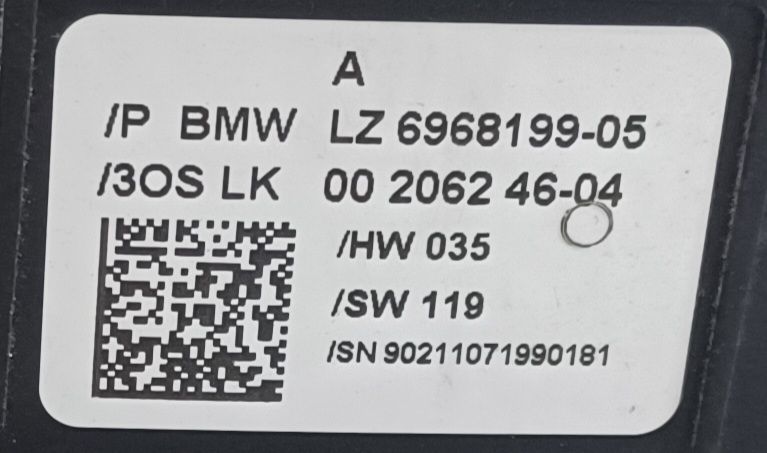 A
/P BMW LZ 6968199-05
/3OS LK 00 2062 46-04
/HW 035
/SW 119
/SN 90211071990181